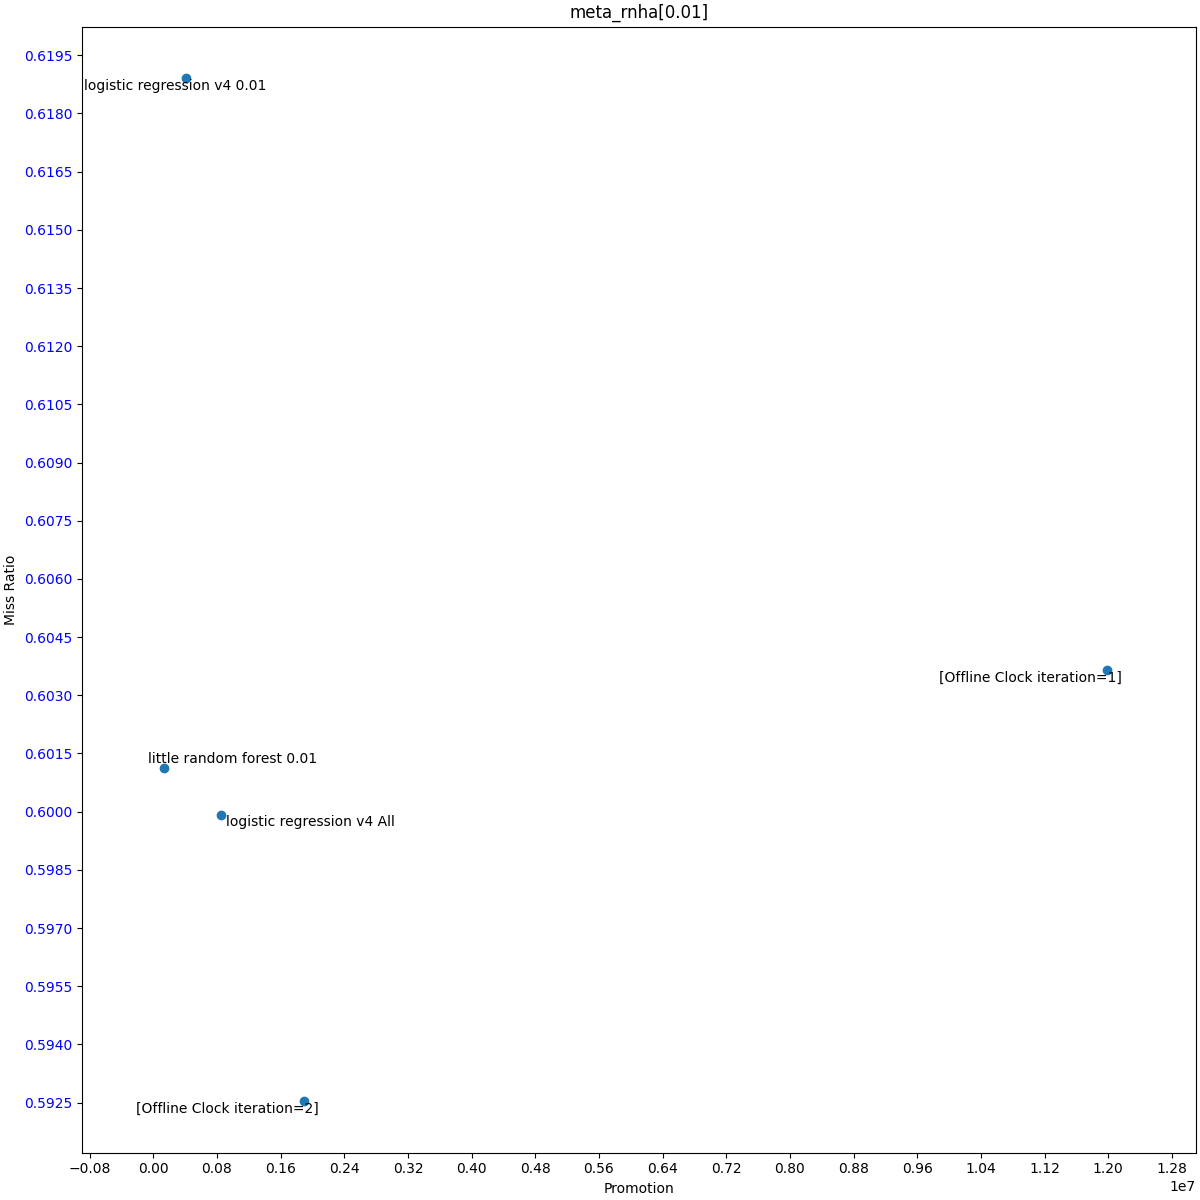 meta_rnha[0.01]
0.6195
logistic regression v4 0.01
0.6180
0.6165
0.6150
0.6135
0.6120
0.6105
0.6090
0.6075
0.6060
Miss Ratio
0.6045
[Offline Clock iteration=1]
0.6030
0.6015
little random forest 0.01
0.6000
logistic regression v4 All
0.5985
0.5970
0.5955
0.5940
0.5925
[Offline Clock iteration=2]
−0.08 0.00 0.08 0.16 0.24 0.32 0.40 0.48 0.56 0.64 0.72 0.80 0.88 0.96 1.04 1.12 1.20 1.28
1e7
Promotion